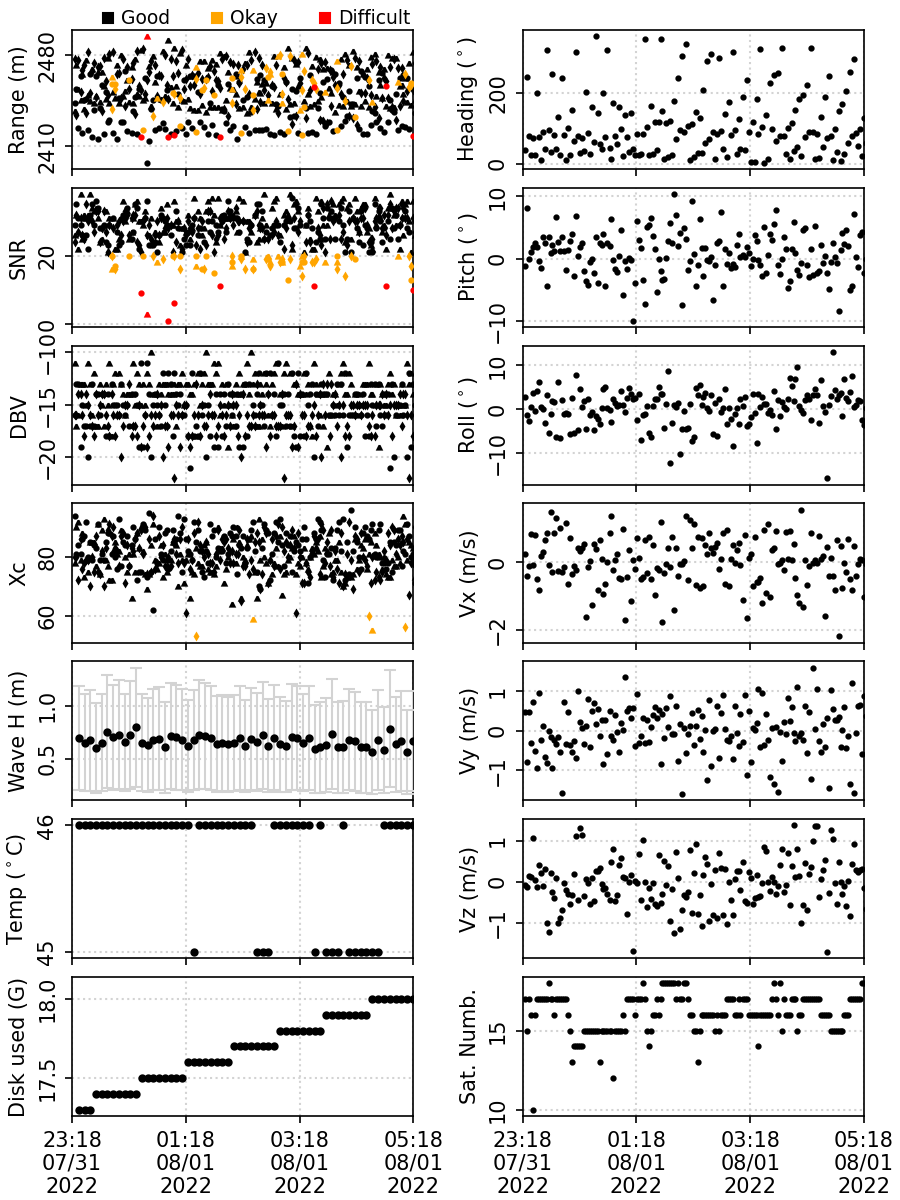 Good Okay Difficult
Range (m)
2480
2410
Heading (°)
200
0
SNR
20
00
Pitch (°)
10
0
−10
DBV
−10
−15
−20
Roll (°)
10
0
−10
Xc
80
60
Vx (m/s)
0
−2
Wave H (m)
1.0
0.5
Vy (m/s)
1
0
−1
Temp (°C)
46
45
Vz (m/s)
1
0
−1
Disk used (G)
18.0
17.5
Sat. Numb.
15
10
23:18 01:18 03:18 05:18
07/31 08/01 08/01 08/01
2022 2022 2022 2022
23:18 01:18 03:18 05:18
07/31 08/01 08/01 08/01
2022 2022 2022 2022